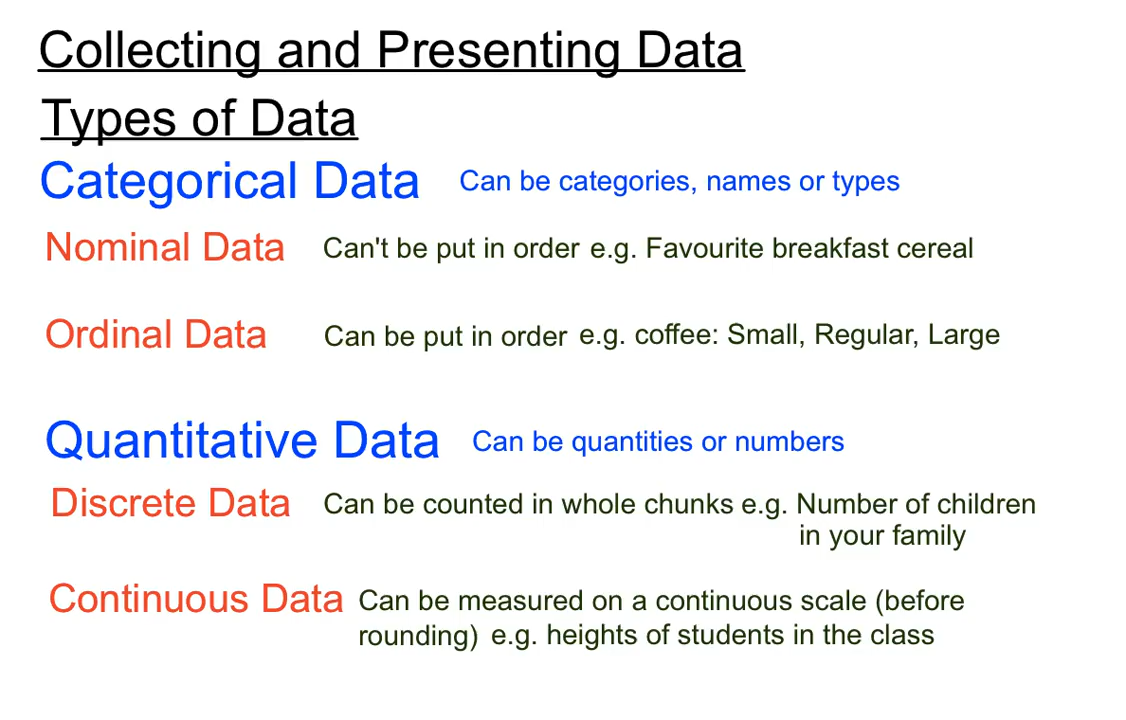 Collecting and Presenting Data
Types of Data
Categorical Data Can be categories, names or types
Nominal Data Can't be put in order e.g. Favourite breakfast cereal
Ordinal Data Can be put in order e.g. coffee: Small, Regular, Large
Quantitative Data Can be quantities or numbers
Discrete Data Can be counted in whole chunks e.g. Number of children
in your family
Continuous Data Can be measured on a continuous scale (before
rounding) e.g. heights of students in the class